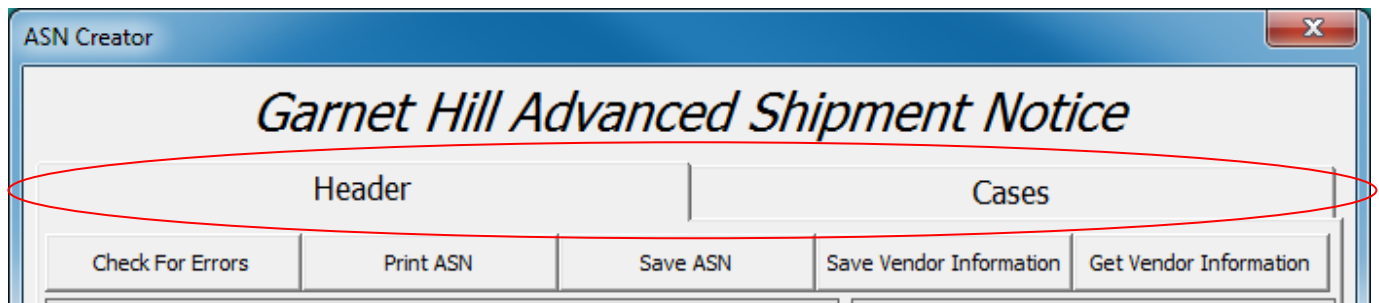 ASN Creator
Garnet Hill Advanced Shipment Notice
Header Cases
Check For Errors Print ASN Save ASN Save Vendor Information Get Vendor Information